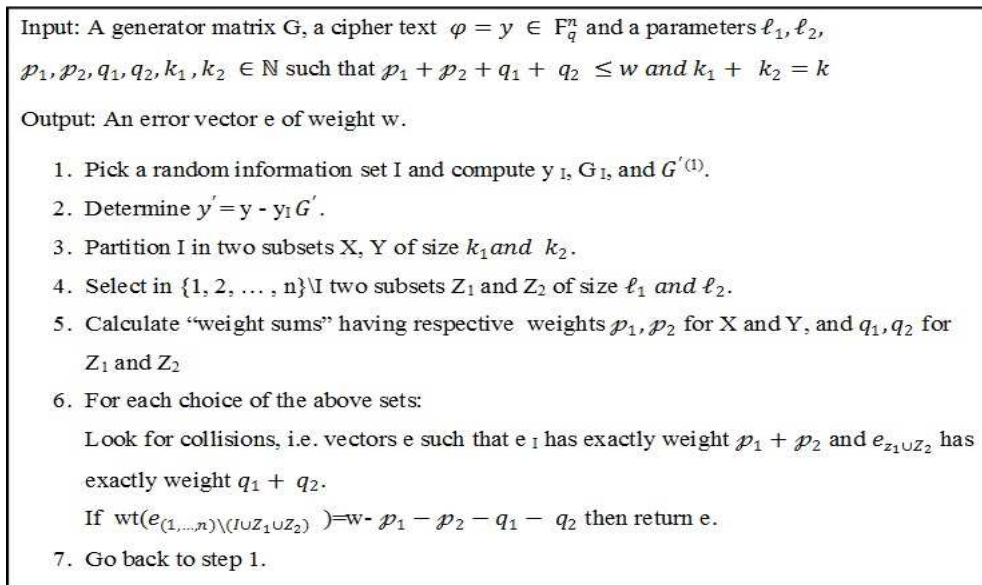 Input: A generator matrix G, a cipher text φ = y ∈ F_q^n and a parameters ℓ₁, ℓ₂,
𝓅₁, 𝓅₂, q₁, q₂, k₁, k₂ ∈ ℕ such that 𝓅₁ + 𝓅₂ + q₁ + q₂ ≤ w and k₁ + k₂ = k
Output: An error vector e of weight w.
1. Pick a random information set I and compute y_I, G_I, and G′⁽¹⁾.
2. Determine y′= y - y_I G′.
3. Partition I in two subsets X, Y of size k₁and k₂.
4. Select in {1, 2, … , n}\I two subsets Z₁ and Z₂ of size ℓ₁ and ℓ₂.
5. Calculate “weight sums” having respective weights 𝓅₁, 𝓅₂ for X and Y, and q₁, q₂ for
Z₁ and Z₂
6. For each choice of the above sets:
Look for collisions, i.e. vectors e such that e_I has exactly weight 𝓅₁ + 𝓅₂ and e_{z₁∪Z₂} has
exactly weight q₁ + q₂.
If wt(e_{(1,…,n)\(I∪Z₁∪Z₂)} )=w- 𝓅₁ − 𝓅₂ − q₁ − q₂ then return e.
7. Go back to step 1.